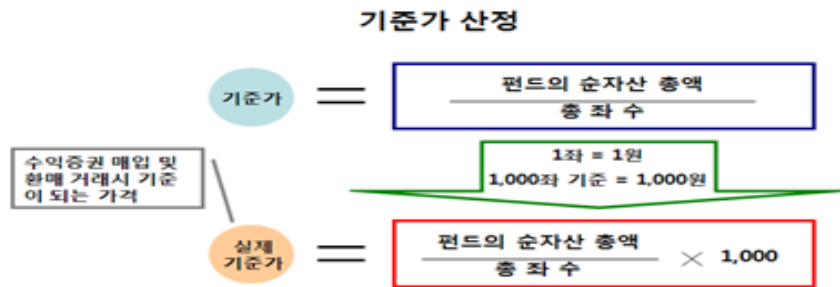 기준가 산정
기준가
=
펀드의 순자산 총액
총 좌 수
1좌 = 1원
1,000좌 기준 = 1,000원
수익증권 매입 및
환매 거래시 기준
이 되는 가격
실제
기준가
=
펀드의 순자산 총액
총 좌 수
× 1,000